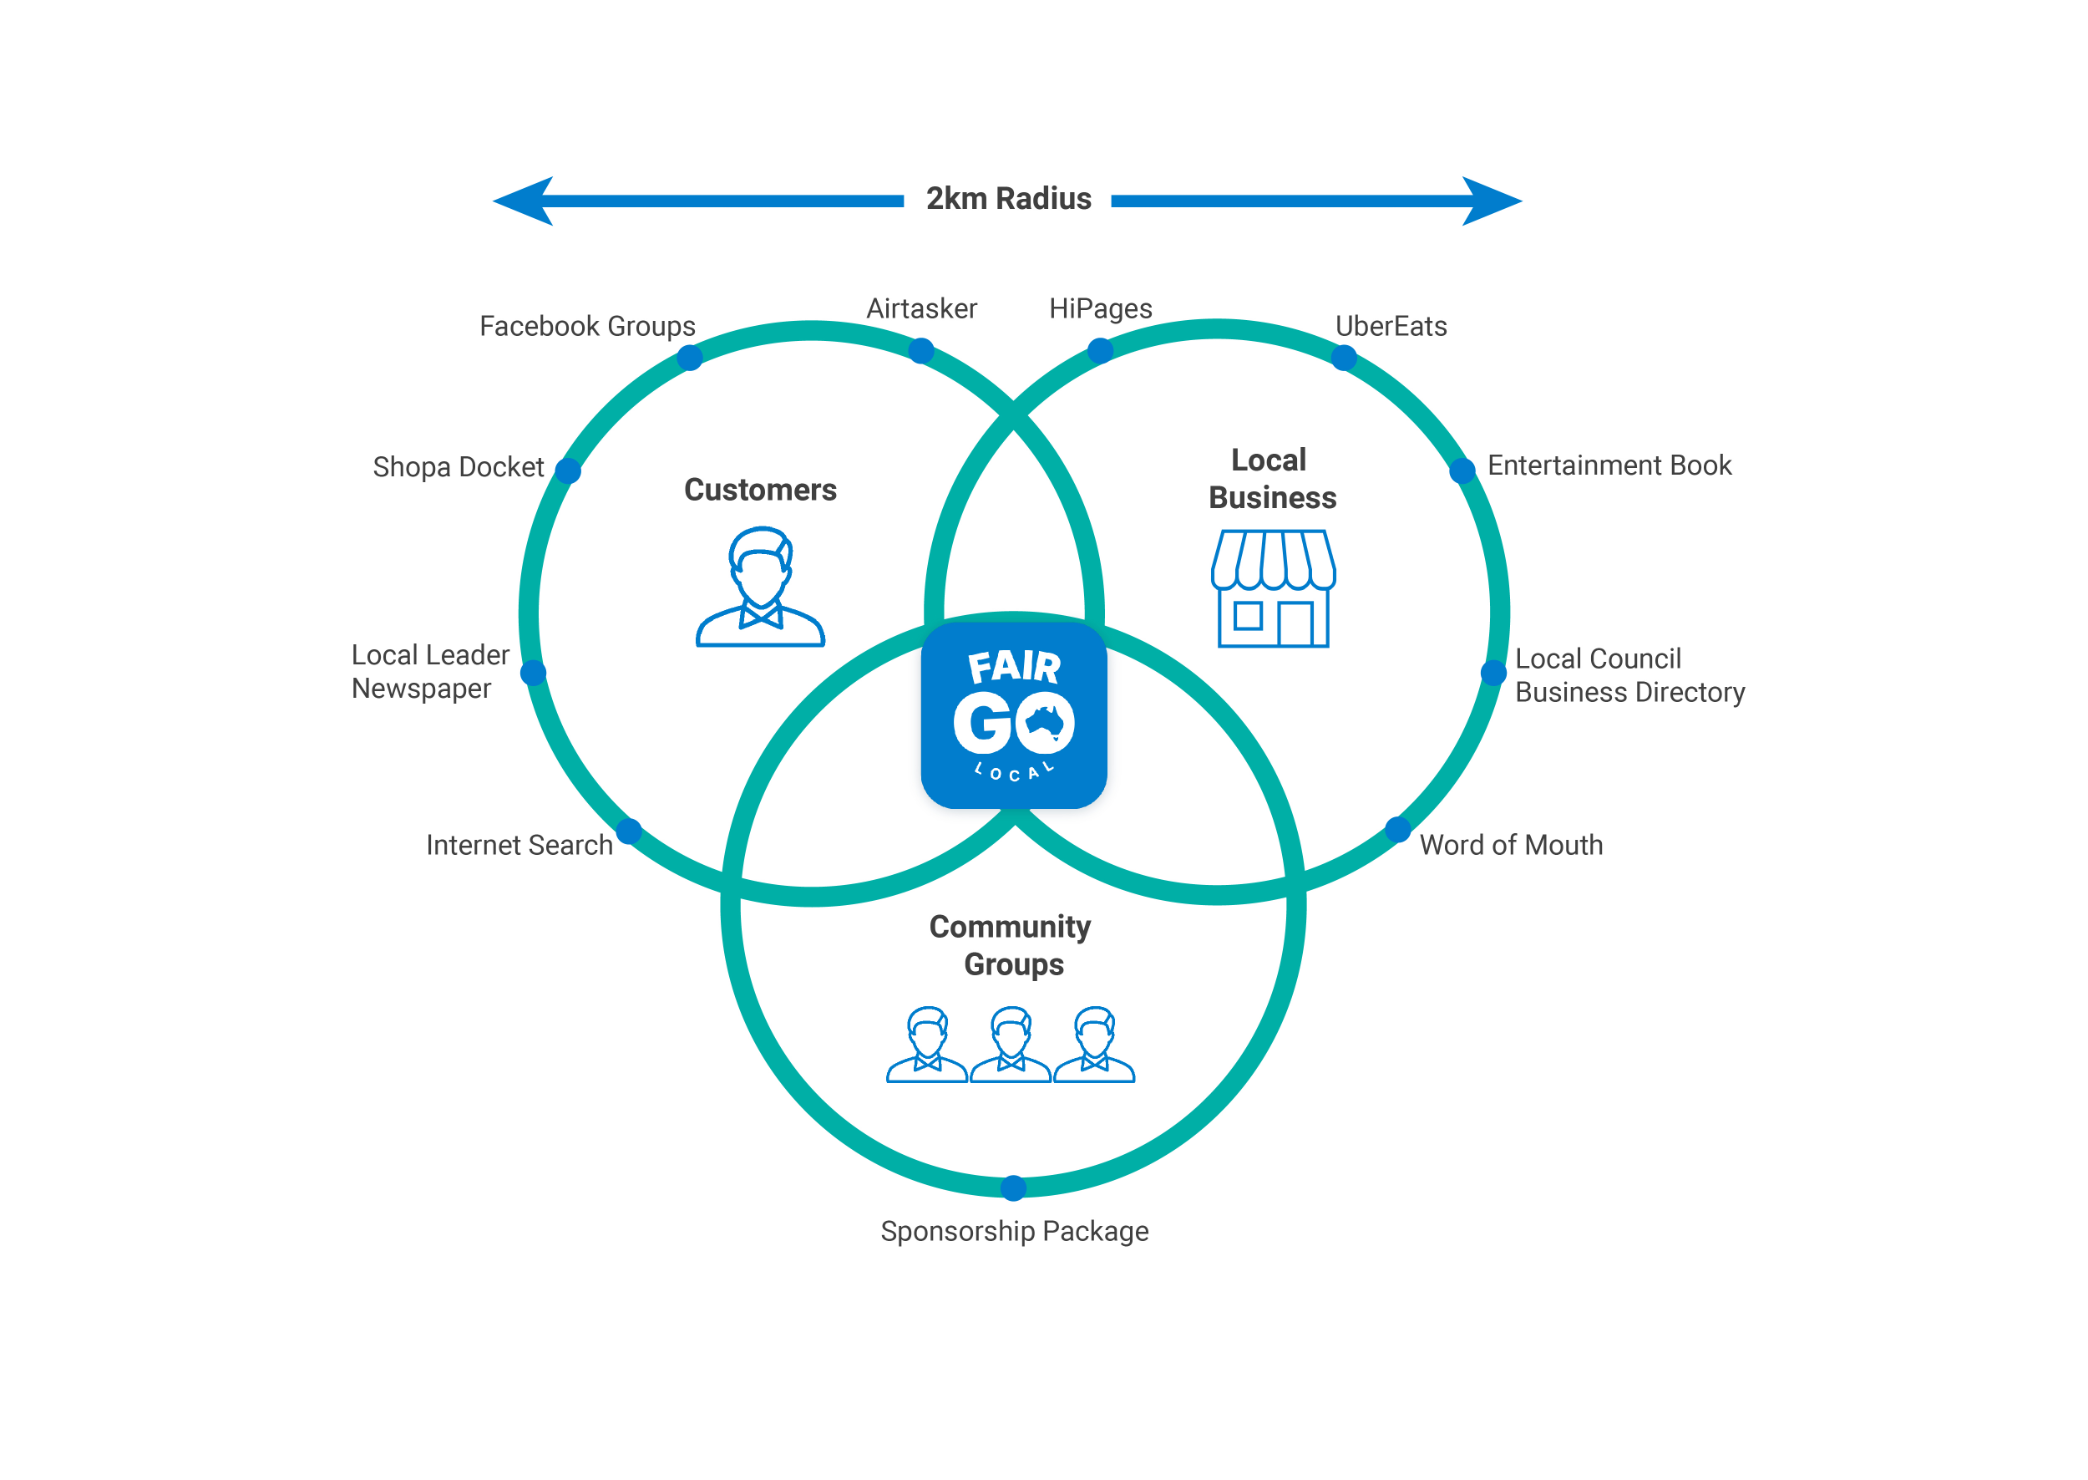 2km Radius
Airtasker
HiPages
Facebook Groups
UberEats
Shopa Docket
Entertainment Book
Customers
Local
Business
Local Leader
Newspaper
Local Council
Business Directory
FAIR
GO
LOCAL
Internet Search
Word of Mouth
Community
Groups
Sponsorship Package